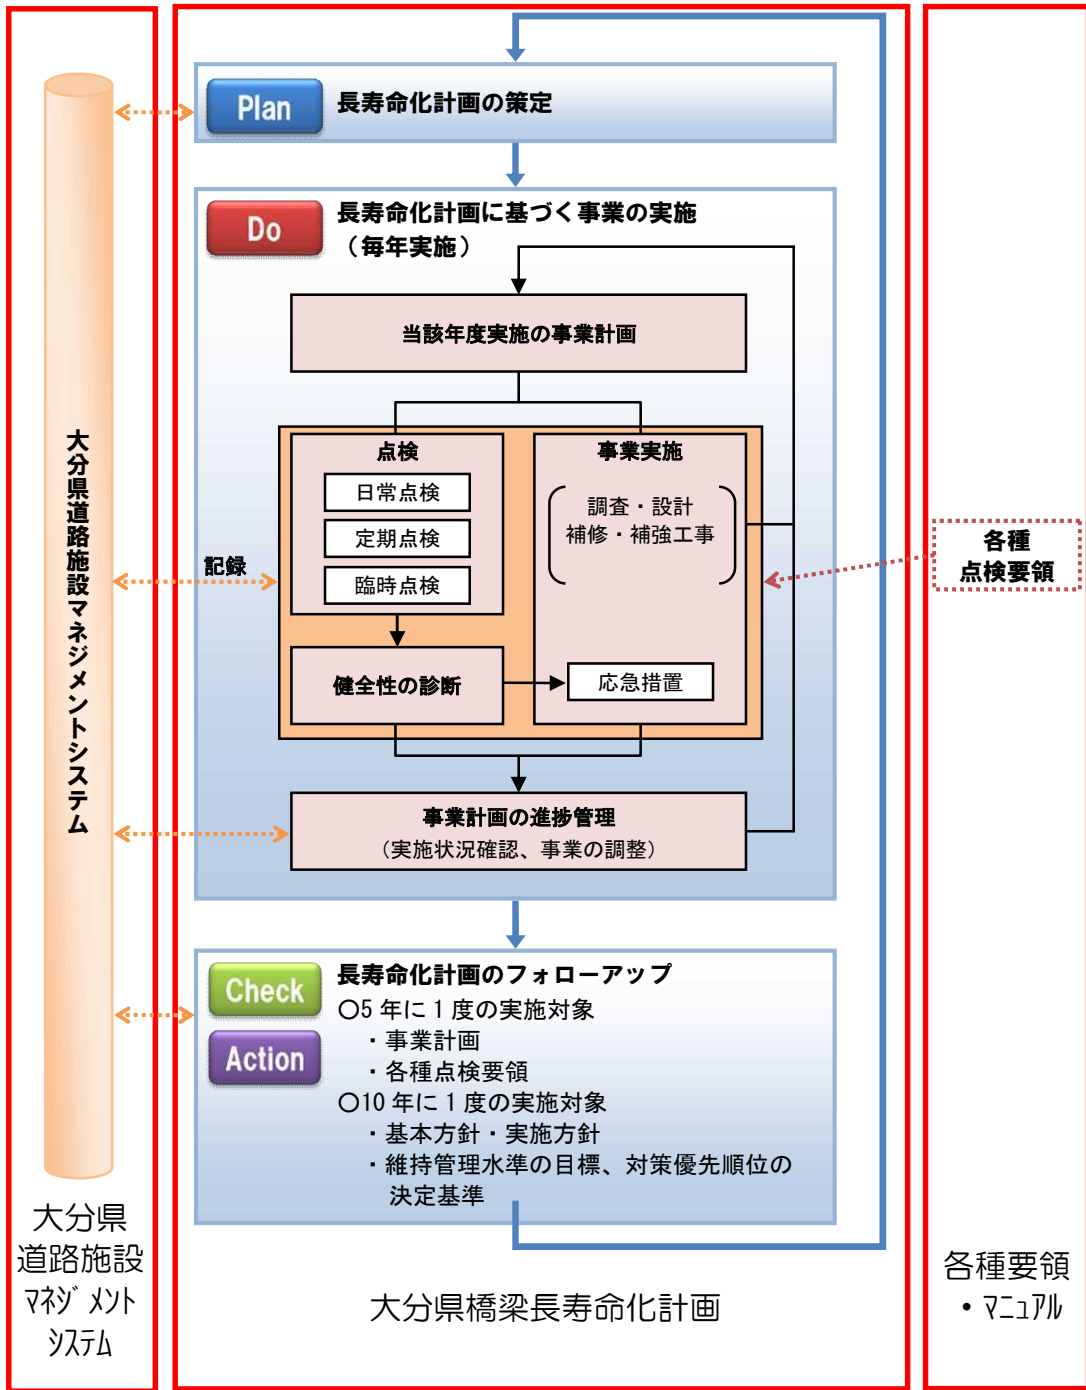 Plan
長寿命化計画の策定
Do
長寿命化計画に基づく事業の実施
（毎年実施）
当該年度実施の事業計画
点検
日常点検
定期点検
臨時点検
健全性の診断
事業実施
調査・設計
補修・補強工事
応急措置
事業計画の進捗管理
（実施状況確認、事業の調整）
Check
Action
長寿命化計画のフォローアップ
○5年に1度の実施対象
・事業計画
・各種点検要領
○10年に1度の実施対象
・基本方針・実施方針
・維持管理水準の目標、対策優先順位の
決定基準
大分県道路施設マネジメントシステム
記録
各種
点検要領
大分県
道路施設
ﾏﾈｼﾞﾒﾝﾄ
ｼｽﾃﾑ
大分県橋梁長寿命化計画
各種要領
・ﾏﾆｭｱﾙ